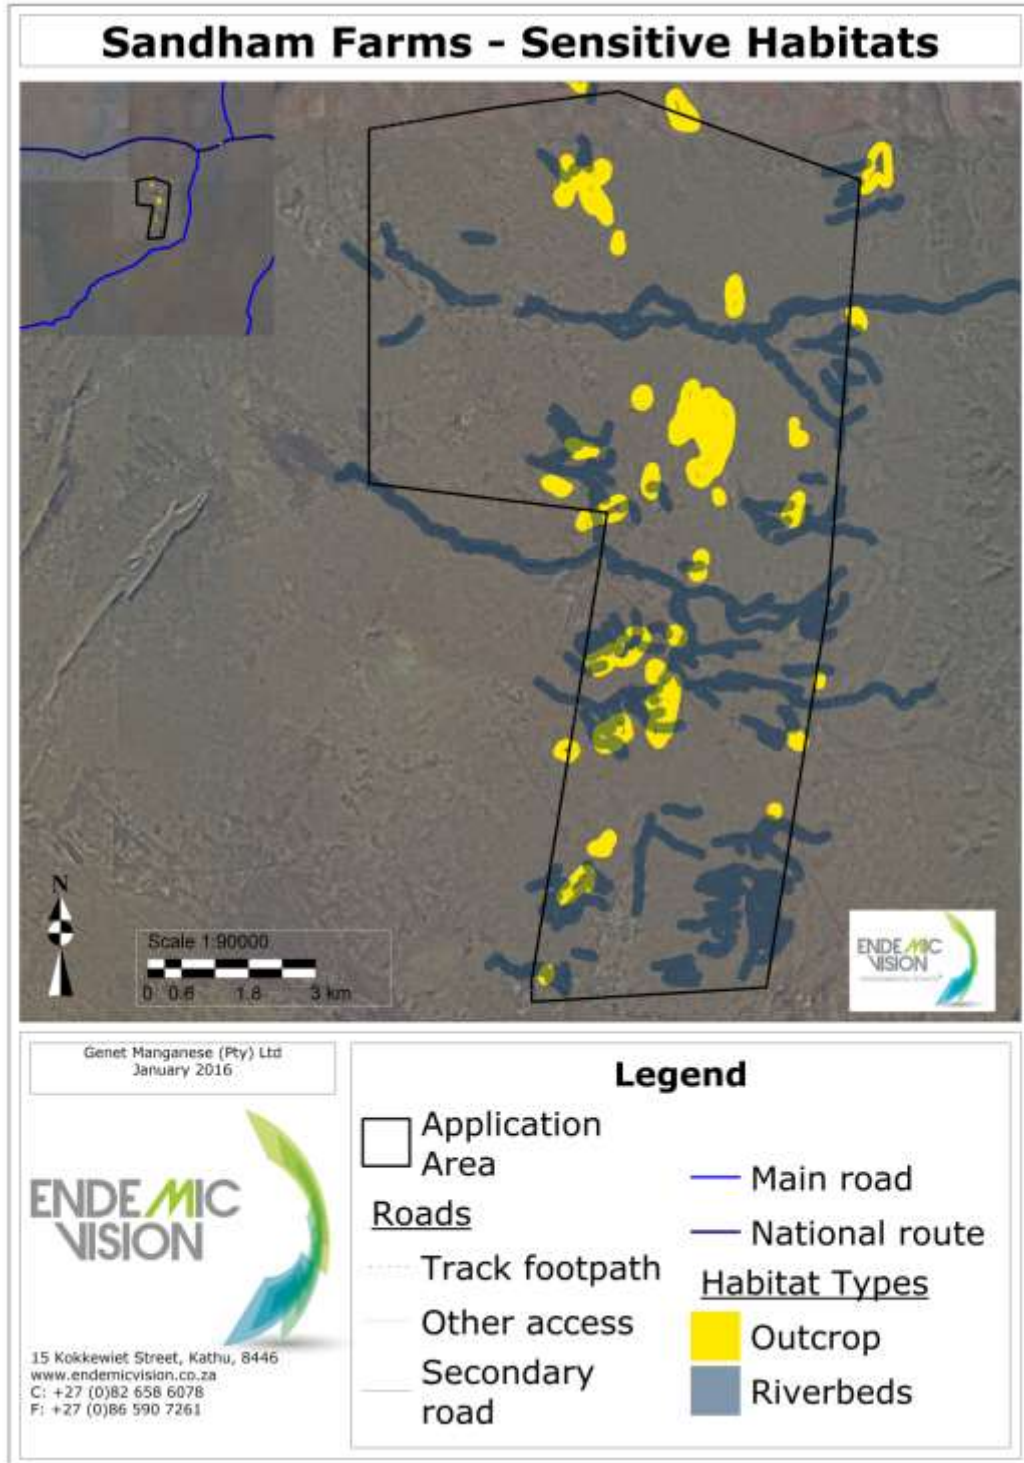 Sandham Farms - Sensitive Habitats
N
Scale 1:90000
0 0.6 1.8 3 km
ENDEMIC
VISION
Genet Manganese (Pty) Ltd
January 2016
ENDEMIC
VISION
15 Kokkewiet Street, Kathu, 8446
www.endemicvision.co.za
C: +27 (0)82 658 6078
F: +27 (0)86 590 7261
Legend
Application
Area
Roads
Track footpath
Other access
Secondary
road
Main road
National route
Habitat Types
Outcrop
Riverbeds